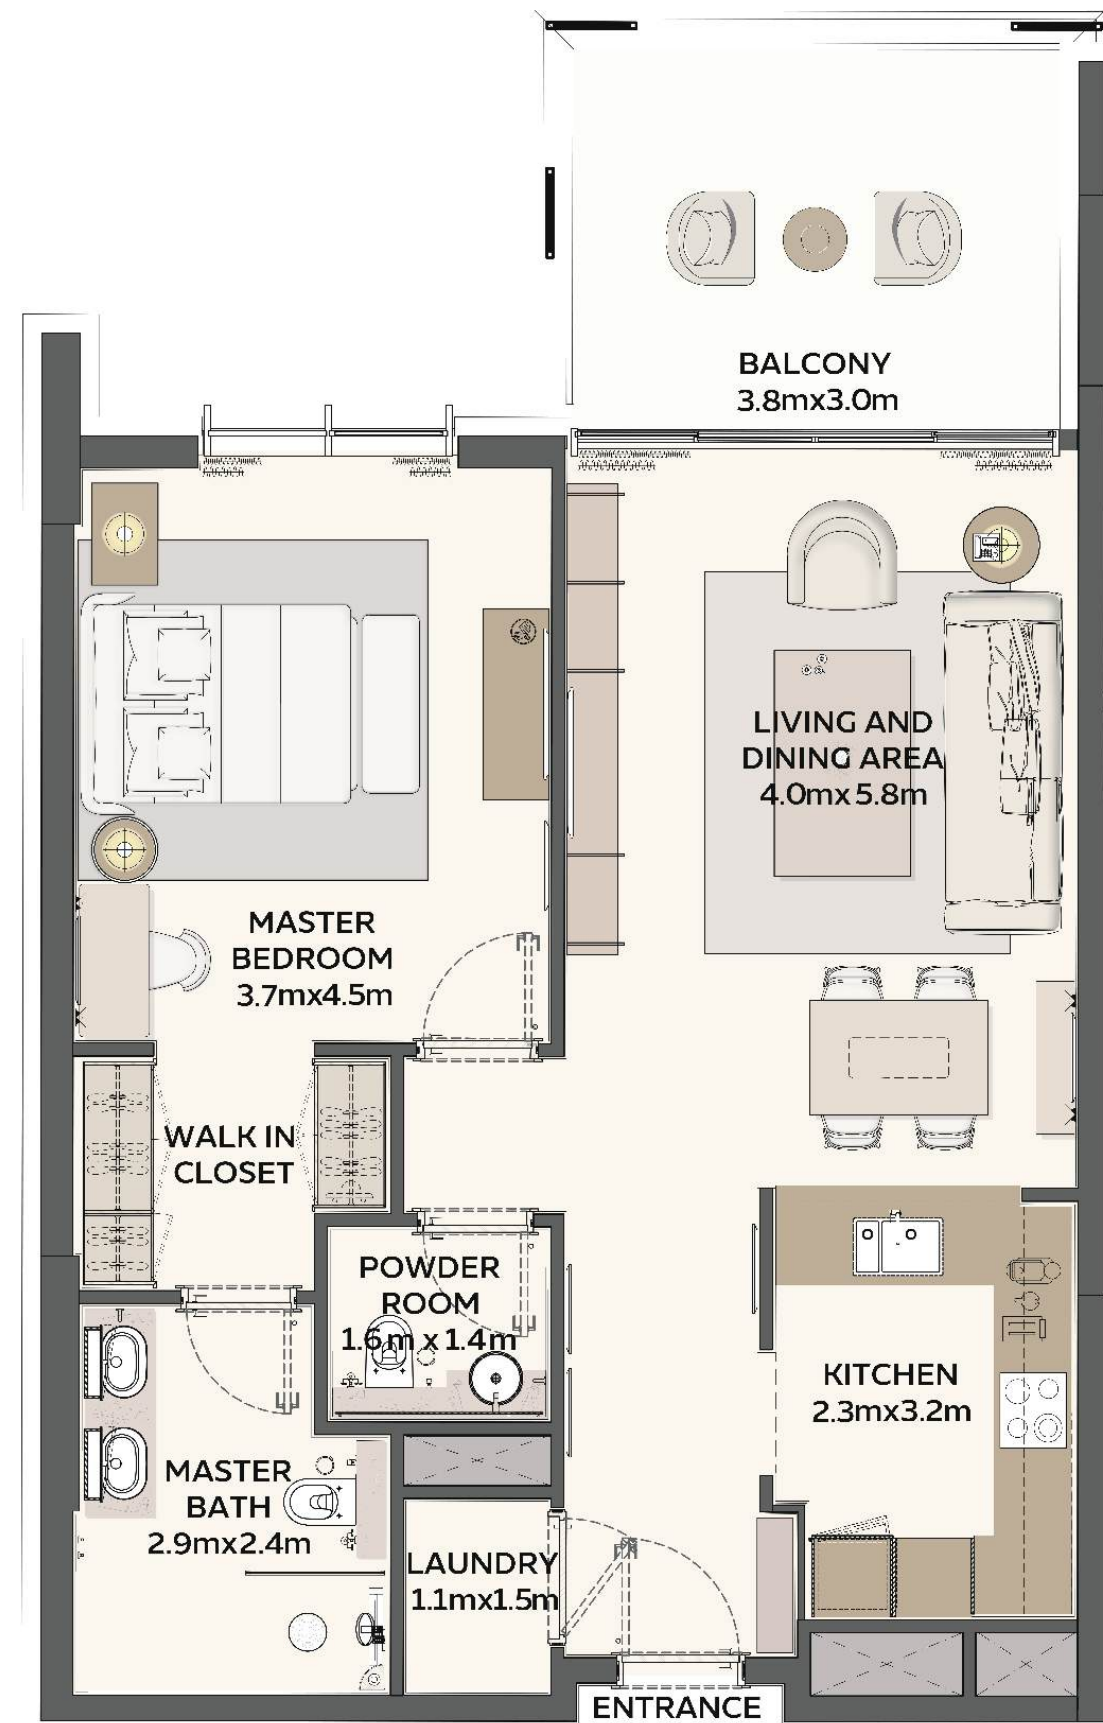 BALCONY
3.8mx3.0m
LIVING AND
DINING AREA
4.0mx5.8m
MASTER
BEDROOM
3.7mx4.5m
WALK IN
CLOSET
POWDER
ROOM
1.6m x 1.4m
KITCHEN
2.3mx3.2m
MASTER
BATH
2.9mx2.4m
LAUNDRY
1.1mx1.5m
ENTRANCE